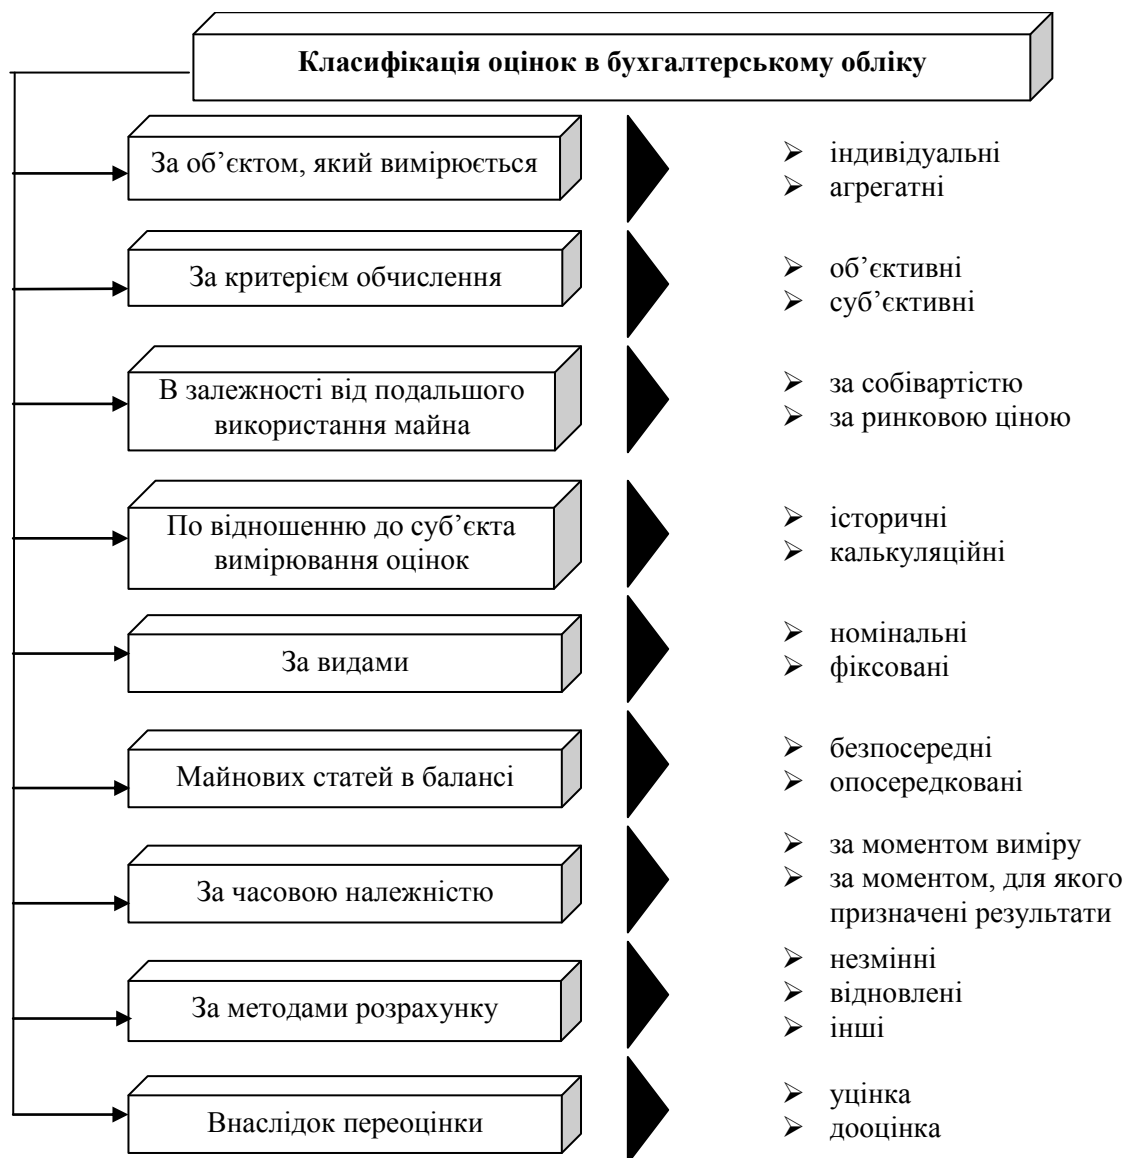 Класифікація оцінок в бухгалтерському обліку
За об’єктом, який вимірюється
➢ індивідуальні
➢ агрегатні
За критерієм обчислення
➢ об’єктивні
➢ суб’єктивні
В залежності від подальшого
використання майна
➢ за собівартістю
➢ за ринковою ціною
По відношенню до суб’єкта
вимірювання оцінок
➢ історичні
➢ калькуляційні
За видами
➢ номінальні
➢ фіксовані
Майнових статей в балансі
➢ безпосередні
➢ опосередковані
За часовою належністю
➢ за моментом виміру
➢ за моментом, для якого
призначені результати
За методами розрахунку
➢ незмінні
➢ відновлені
➢ інші
Внаслідок переоцінки
➢ уцінка
➢ дооцінка